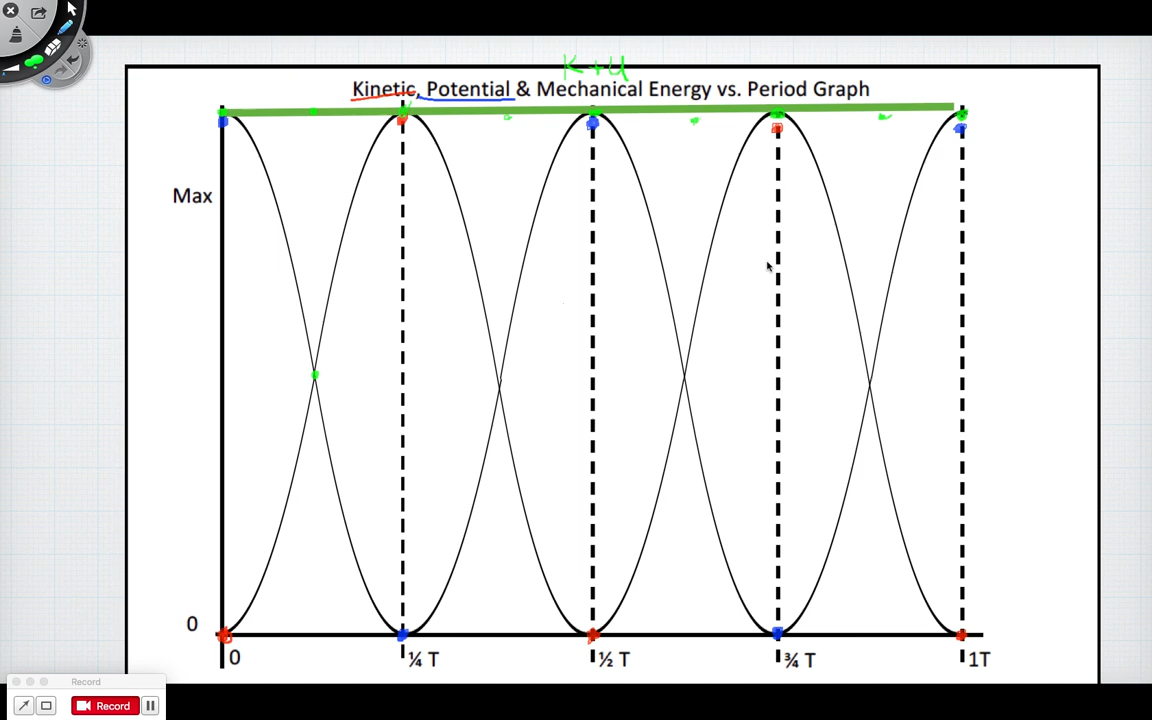 K + U
Kinetic, Potential & Mechanical Energy vs. Period Graph
Max
0
0 ¼ T ½ T ¾ T 1T
Record
Record